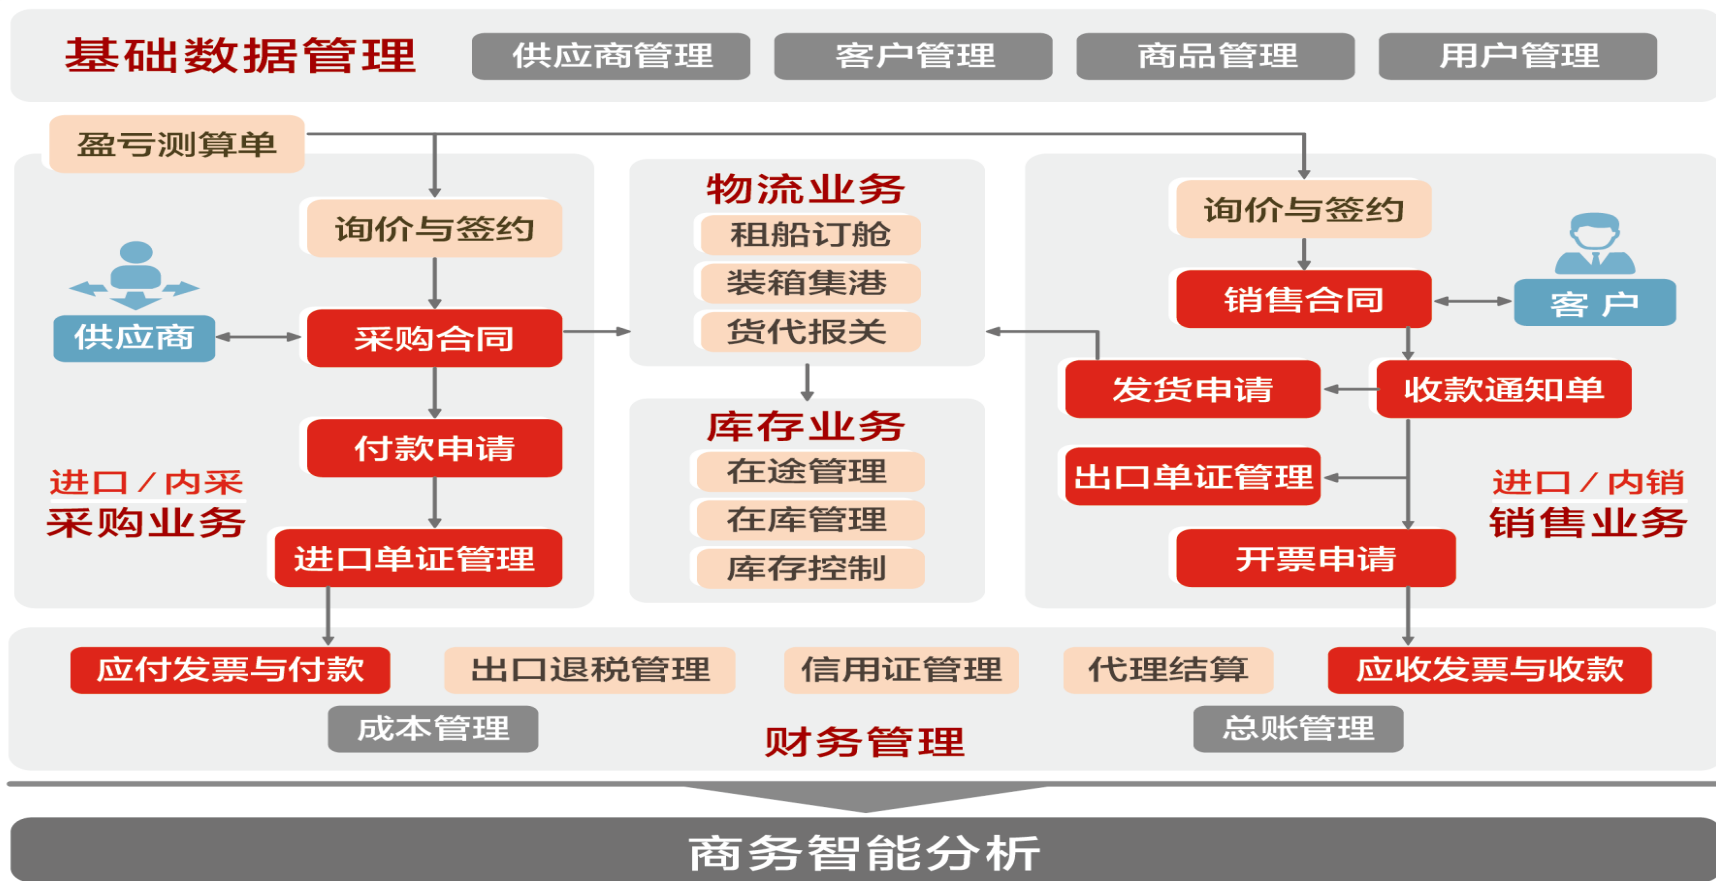 基础数据管理
供应商管理
客户管理
商品管理
用户管理
盈亏测算单
询价与签约
供应商
采购合同
付款申请
进口/内采
采购业务
进口单证管理
物流业务
租船订舱
装箱集港
货代报关
库存业务
在途管理
在库管理
库存控制
询价与签约
销售合同
客户
发货申请
收款通知单
出口单证管理
进口/内销
销售业务
开票申请
应付发票与付款
出口退税管理
信用证管理
代理结算
应收发票与收款
成本管理
财务管理
总账管理
商务智能分析